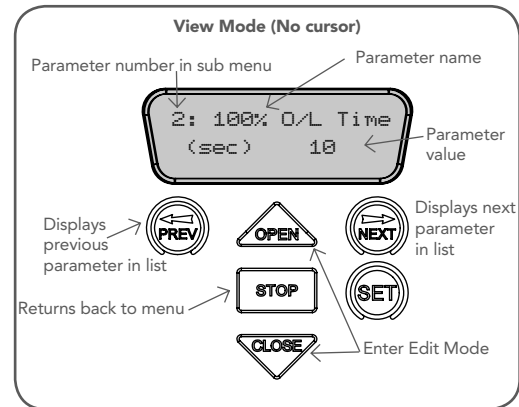 View Mode (No cursor)
Parameter number in sub menu
Parameter name
2: 100% O/L Time
(sec) 10
Parameter
value
PREV
OPEN
NEXT
Displays
previous
parameter in list
Displays next
parameter
in list
STOP
SET
Returns back to menu
CLOSE
Enter Edit Mode